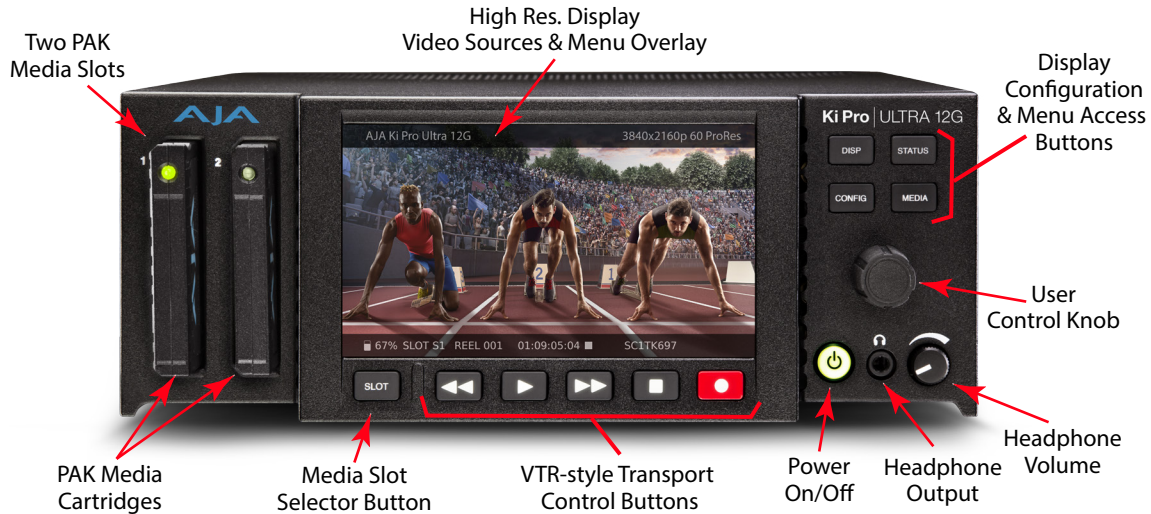 High Res. Display
Video Sources & Menu Overlay
Two PAK
Media Slots
Display
Configuration
& Menu Access
Buttons
AJA
Ki Pro ULTRA 12G
1
2
AJA Ki Pro Ultra 12G
3840x2160p 60 ProRes
DISP
STATUS
CONFIG
MEDIA
2
1
User
Control Knob
67% SLOT S1 REEL 001 01:09:05:04
SC1TK697
SLOT
PAK Media
Cartridges
Media Slot
Selector Button
VTR-style Transport
Control Buttons
Power
On/Off
Headphone
Output
Headphone
Volume